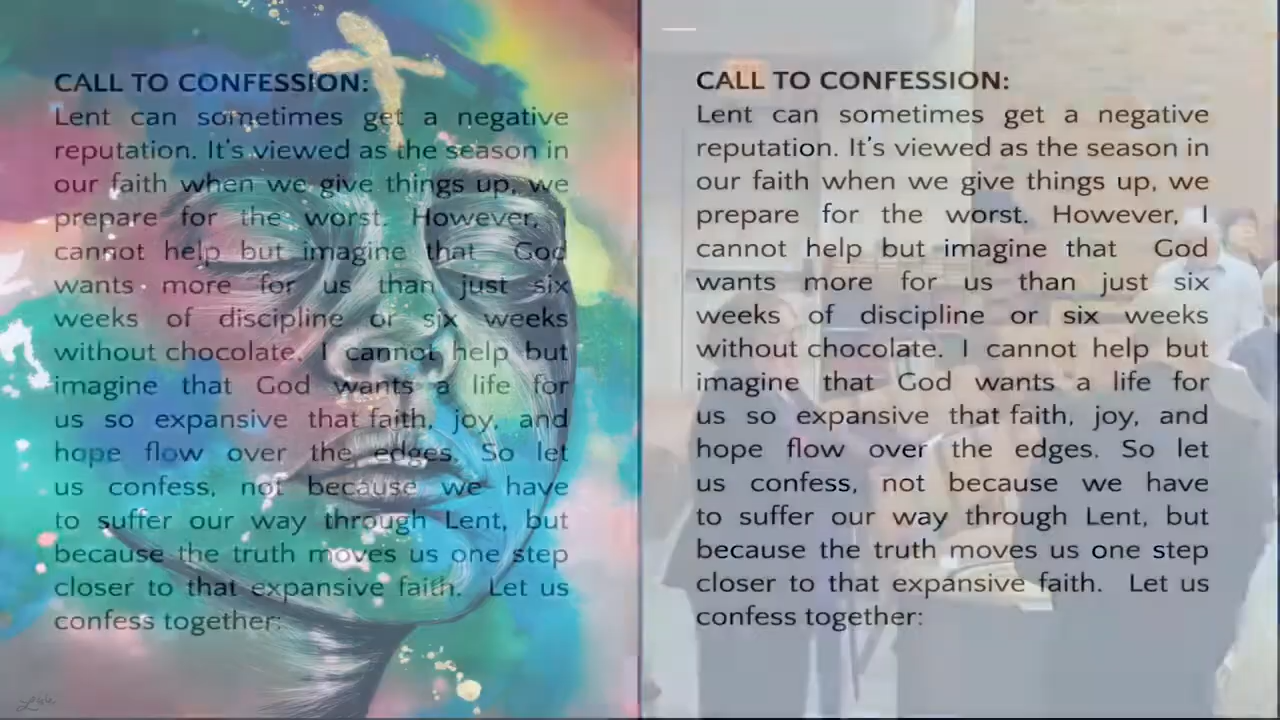 CALL TO CONFESSION:
Lent can sometimes get a negative
reputation. It's viewed as the season in
our faith when we give things up, we
prepare for the worst. However, I
cannot help but imagine that God
wants more for us than just six
weeks of discipline or six weeks
without chocolate. I cannot help but
imagine that God wants a life for
us so expansive that faith, joy, and
hope flow over the edges. So let
us confess, not because we have
to suffer our way through Lent, but
because the truth moves us one step
closer to that expansive faith. Let us
confess together:
CALL TO CONFESSION:
Lent can sometimes get a negative
reputation. It's viewed as the season in
our faith when we give things up, we
prepare for the worst. However, I
cannot help but imagine that God
wants more for us than just six
weeks of discipline or six weeks
without chocolate. I cannot help but
imagine that God wants a life for
us so expansive that faith, joy, and
hope flow over the edges. So let
us confess, not because we have
to suffer our way through Lent, but
because the truth moves us one step
closer to that expansive faith. Let us
confess together: